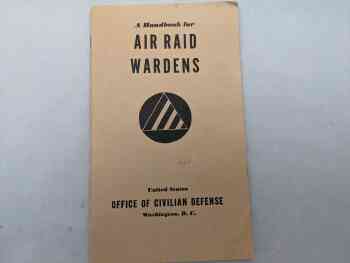 A Handbook for
AIR RAID
WARDENS
United States
OFFICE OF CIVILIAN DEFENSE
Washington, D. C.